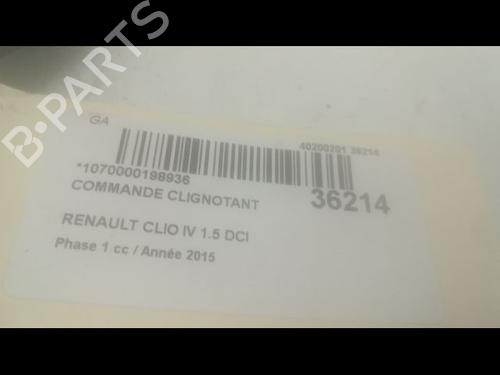 B-PARTS
GA
40200201 36214
*1070000198936
36214
COMMANDE CLIGNOTANT
RENAULT CLIO IV 1.5 DCI
Phase 1 cc / Année 2015